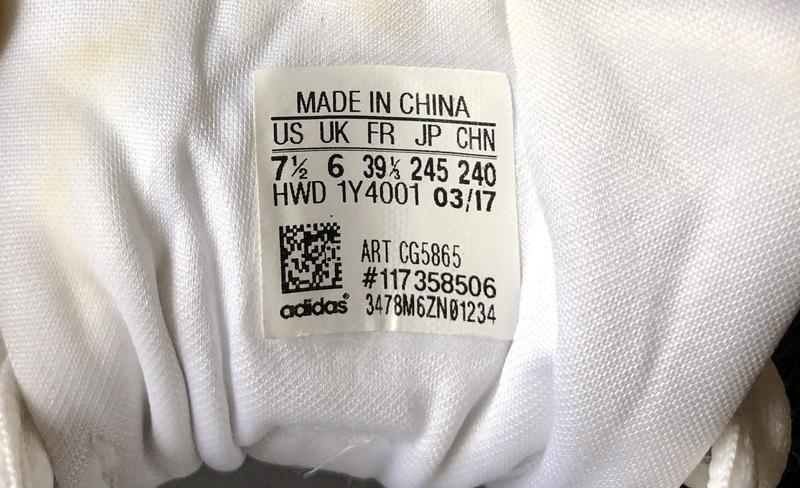 MADE IN CHINA
US UK FR JP CHN
7½ 6 39⅓ 245 240
HWD 1Y4001 03/17
ART CG5865
#117358506
adidas® 3478M6ZN01234